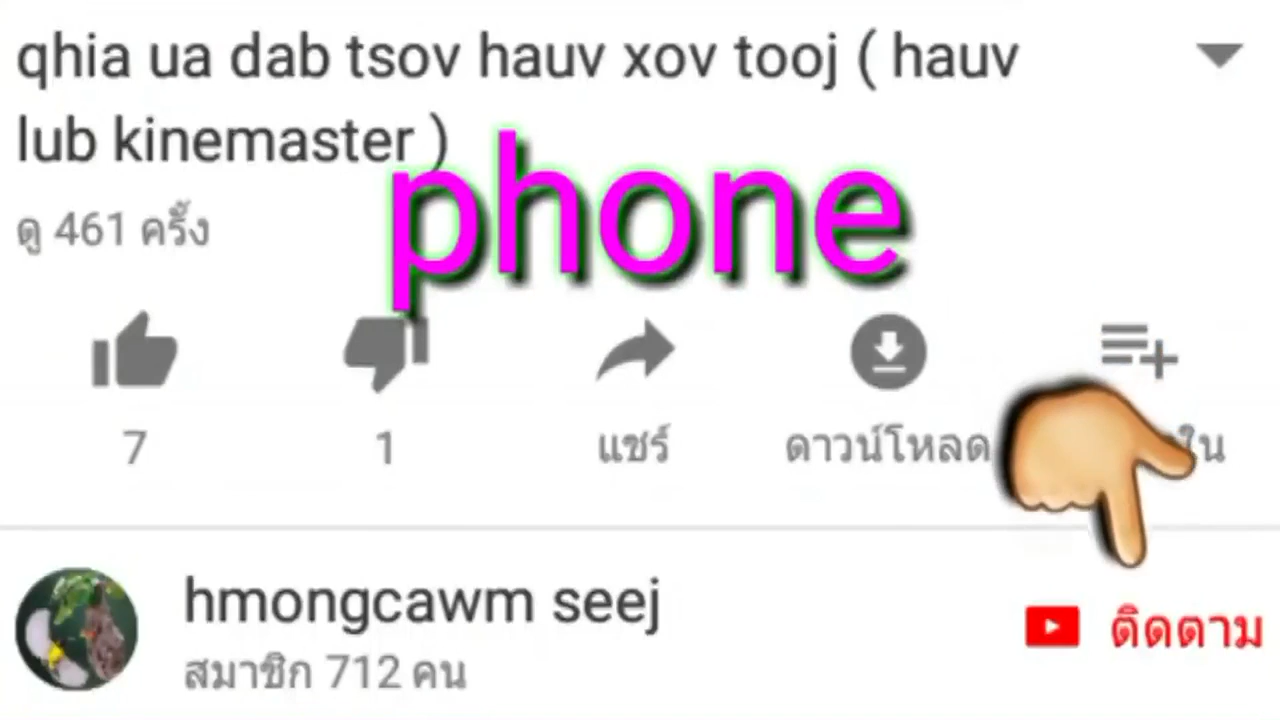 qhia ua dab tsov hauv xov tooj ( hauv
lub kinemaster )
phone
ดู 461 ครั้ง
7
1
แชร์
ดาวน์โหลด
hmongcawm seej
สมาชิก 712 คน
ติดตาม